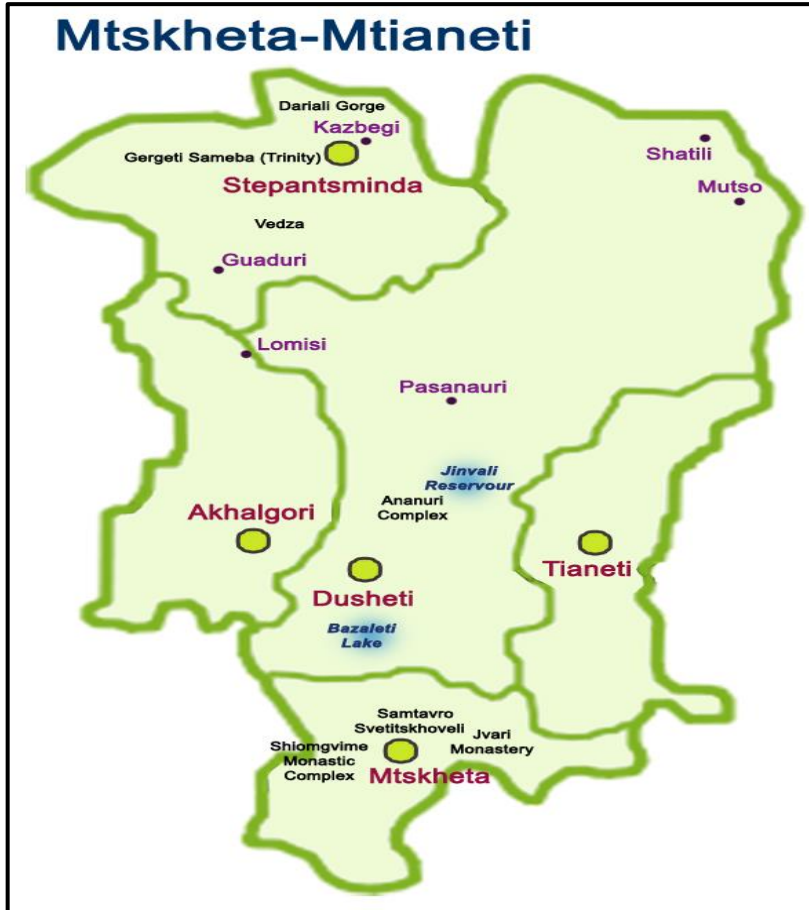 Mtskheta-Mtianeti
Dariali Gorge
Kazbegi
Gergeti Sameba (Trinity)
Stepantsminda
Shatili
Mutso
Vedza
Guaduri
Lomisi
Pasanauri
Jinvali
Reservour
Ananuri
Complex
Akhalgori
Tianeti
Dusheti
Bazaleti
Lake
Samtavro
Svetitskhoveli
Jvari
Monastery
Shiomgvime
Monastic
Complex
Mtskheta